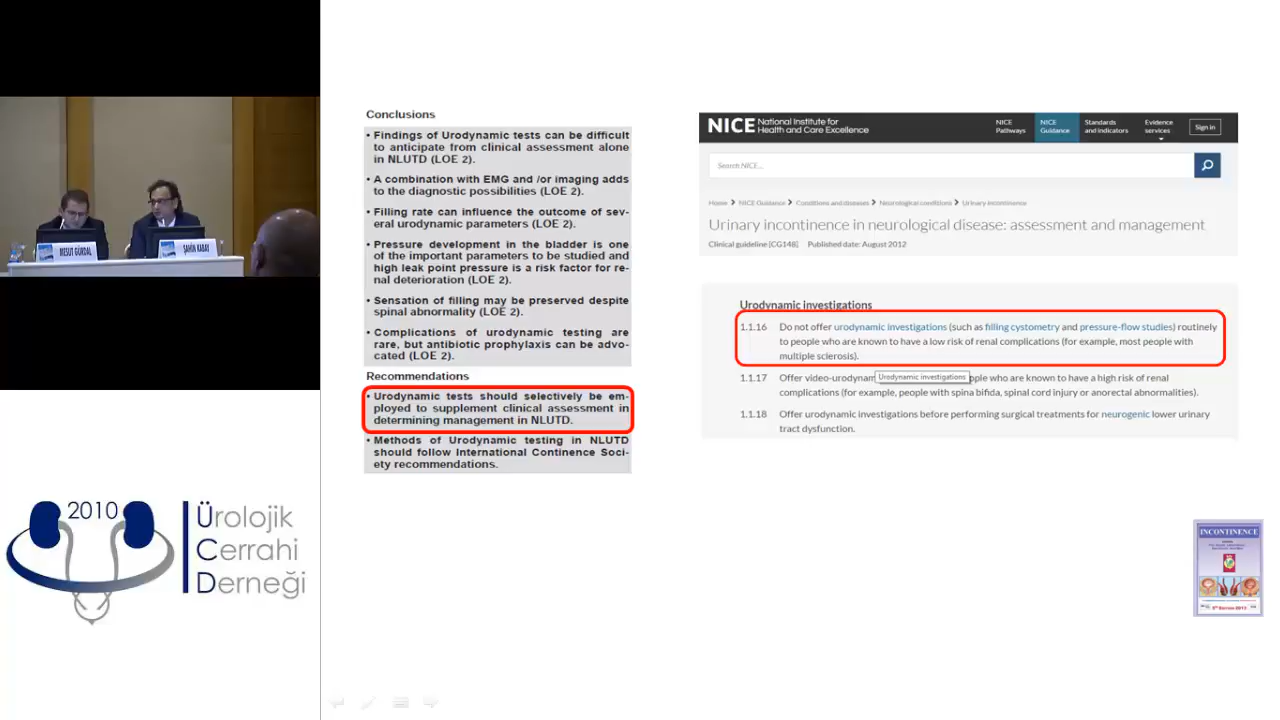 MESUT GÜRDAL
ŞAHİN KABAY
2010
Ürolojik
Cerrahi
Derneği
Conclusions
• Findings of Urodynamic tests can be difficult
to anticipate from clinical assessment alone
in NLUTD (LOE 2).
• A combination with EMG and /or imaging adds
to the diagnostic possibilities (LOE 2).
• Filling rate can influence the outcome of sev-
eral urodynamic parameters (LOE 2).
• Pressure development in the bladder is one
of the important parameters to be studied and
high leak point pressure is a risk factor for re-
nal deterioration (LOE 2).
• Sensation of filling may be preserved despite
spinal abnormality (LOE 2).
• Complications of urodynamic testing are
rare, but antibiotic prophylaxis can be advo-
cated (LOE 2).
Recommendations
• Urodynamic tests should selectively be em-
ployed to supplement clinical assessment in
determining management in NLUTD.
• Methods of Urodynamic testing in NLUTD
should follow International Continence Soci-
ety recommendations.
NICE National Institute for
Health and Care Excellence
NICE
Pathways
NICE
Guidance
Standards
and indicators
Evidence
services
Sign in
Search NICE...
Home > NICE Guidance > Conditions and diseases > Neurological conditions > Urinary incontinence
Urinary incontinence in neurological disease: assessment and management
Clinical guideline [CG148] Published date: August 2012
Urodynamic investigations
1.1.16 Do not offer urodynamic investigations (such as filling cystometry and pressure-flow studies) routinely
to people who are known to have a low risk of renal complications (for example, most people with
multiple sclerosis).
1.1.17 Offer video-urodynam Urodynamic investigations ple who are known to have a high risk of renal
complications (for example, people with spina bifida, spinal cord injury or anorectal abnormalities).
1.1.18 Offer urodynamic investigations before performing surgical treatments for neurogenic lower urinary
tract dysfunction.
INCONTINENCE